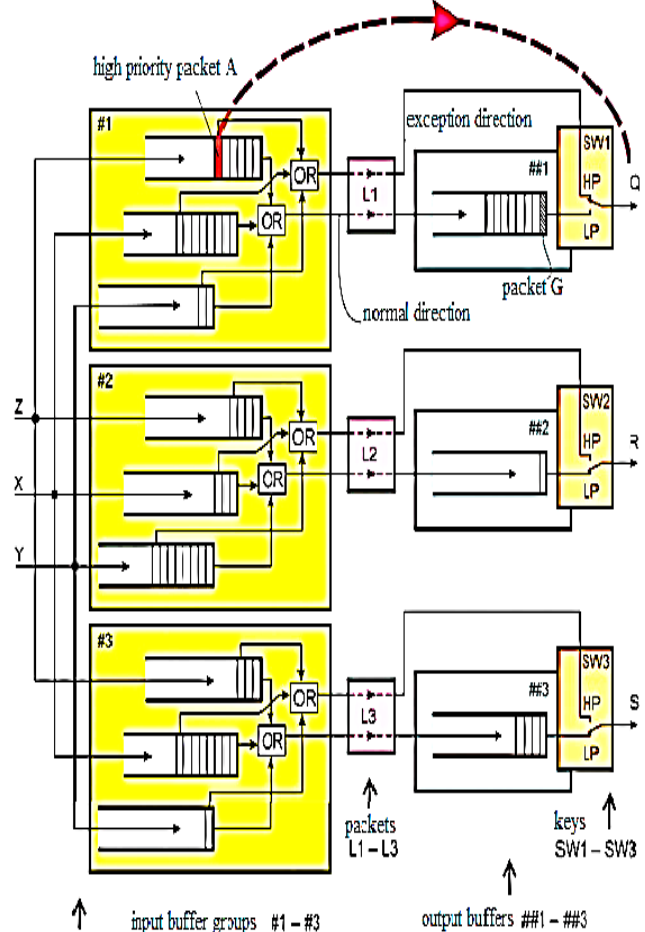 high priority packet A
#1
exception direction
SW1
OR
##1
HP
Q
L1
OR
LP
packet G
normal direction
#2
Z
SW2
OR
##2
HP
R
L2
X
OR
LP
Y
#3
SW3
OR
##3
HP
S
L3
OR
LP
packets
L1 – L3
keys
SW1 – SW3
input buffer groups #1 – #3
output buffers ##1 – ##3